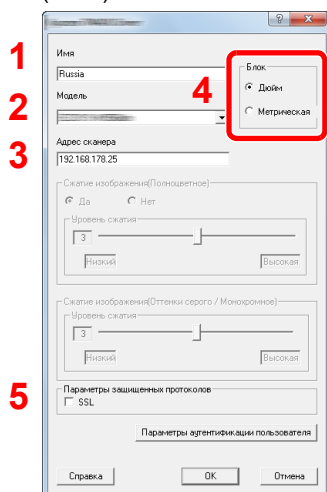 1
Имя
Russia
2
Модель
3
Адрес сканера
192.168.178.25
4
Блок
Дюйм
Метрическая
Сжатие изображения(Полноцветное)
Да Нет
Уровень сжатия
3
Низкий Высокая
Сжатие изображения(Оттенки серого / Монохромное)
Уровень сжатия
3
Низкий Высокая
5
Параметры защищенных протоколов
SSL
Параметры аутентификации пользователя
Справка OK Отмена